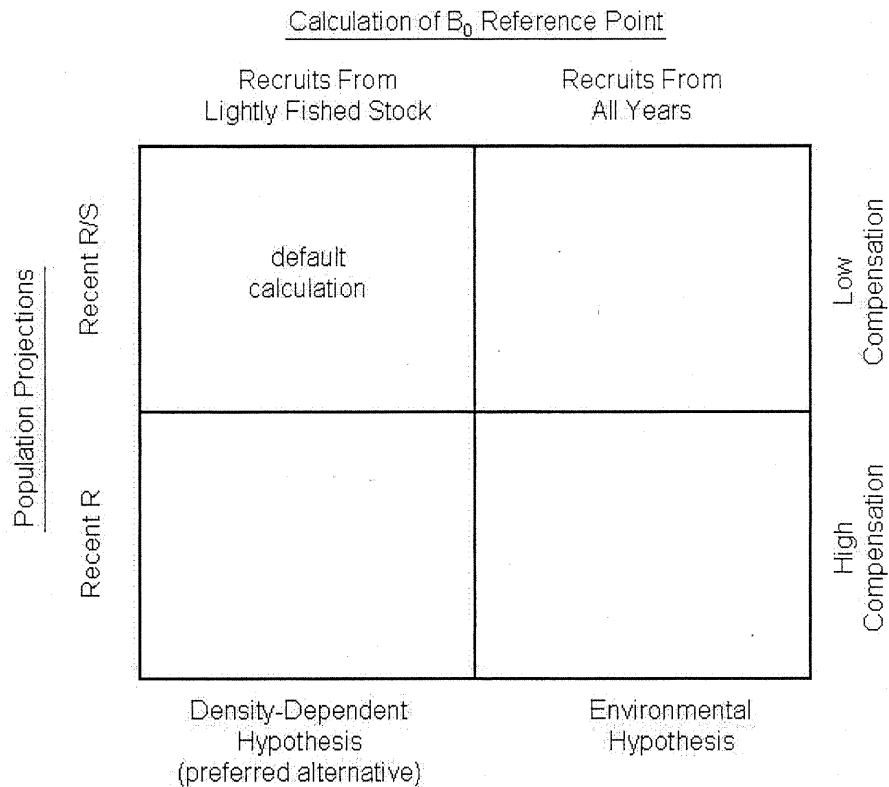 Calculation of B₀ Reference Point
Recruits From
Lightly Fished Stock
Recruits From
All Years
Population Projections
Recent R/S
default
calculation
Low
Compensation
Recent R
High
Compensation
Density-Dependent
Hypothesis
(preferred alternative)
Environmental
Hypothesis